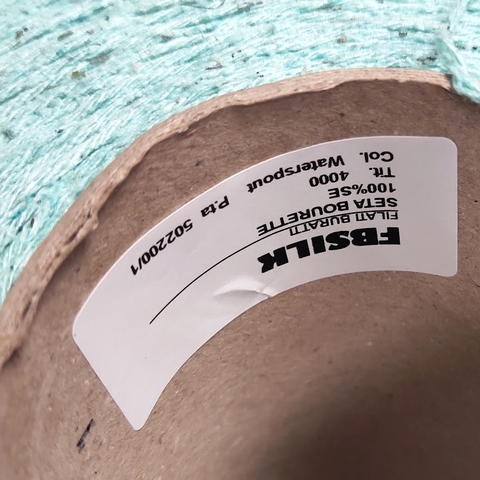 FBSILK
FILATI BURATTI
SETA BOURETTE
100%SE
Tit. 4000
Col. Waterspout P.ta 502200/1